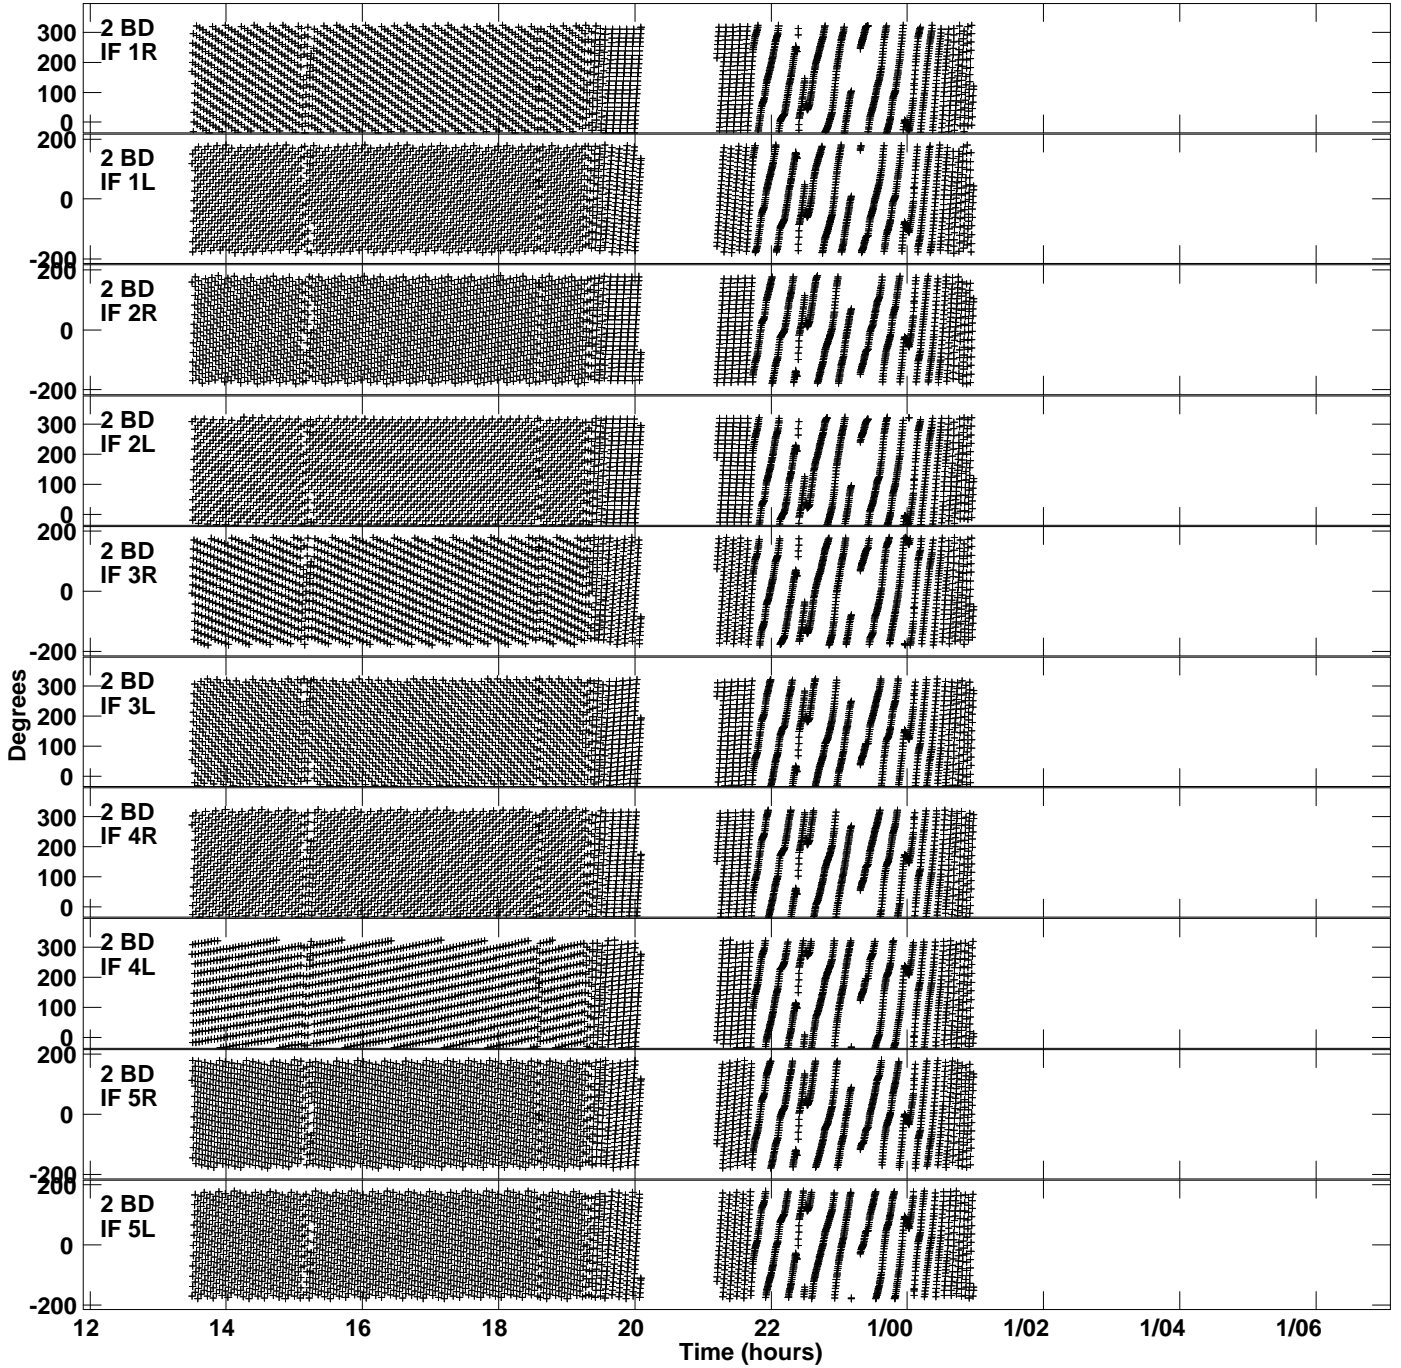 2 BD
IF 1R
300
200
100
0
2 BD
IF 1L
200
0
-200
2 BD
IF 2R
200
0
-200
2 BD
IF 2L
300
200
100
0
2 BD
IF 3R
200
0
-200
2 BD
IF 3L
300
200
100
0
2 BD
IF 4R
300
200
100
0
2 BD
IF 4L
300
200
100
0
2 BD
IF 5R
200
0
-200
2 BD
IF 5L
200
0
-200
Degrees
12 14 16 18 20 22 1/00 1/02 1/04 1/06
Time (hours)